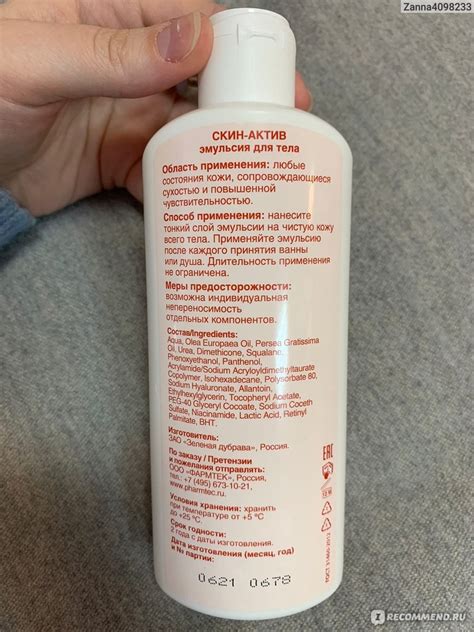 Zanna4098233
СКИН-АКТИВ
эмульсия для тела
Область применения: любые
состояния кожи, сопровождающиеся
сухостью и повышенной
чувствительностью.
Способ применения: нанесите
тонкий слой эмульсии на чистую кожу
всего тела. Применяйте эмульсию
после каждого принятия ванны
или душа. Длительность применения
не ограничена.
Меры предосторожности:
возможна индивидуальная
непереносимость
отдельных компонентов.
Состав/Ingredients:
Aqua, Olea Europaea Oil, Persea Gratissima
Oil, Urea, Dimethicone, Squalane,
Phenoxyethanol, Panthenol,
Acrylamide/Sodium Acryloyldimethyltaurate
Copolymer, Isohexadecane, Polysorbate 80,
Sodium Hyaluronate, Allantoin,
Ethylhexylglycerin, Tocopheryl Acetate,
PEG-40 Glyceryl Cocoate, Sodium Coceth
Sulfate, Niacinamide, Lactic Acid, Retinyl
Palmitate, BHT.
Изготовитель:
ЗАО «Зеленая дубрава», Россия.
По заказу / Претензии
и пожелания отправлять:
ООО «ФАРМТЕК», Россия,
тел.: +7 (495) 673-10-21,
www.pharmtec.ru
Условия хранения: хранить
при температуре от +5 °С
до +25 °С.
Срок годности:
2 года с даты изготовления.
Дата изготовления (месяц, год)
и № партии:
0621 0678
EAC
12 M
ГОСТ 31460-2012
IRECOMMEND.RU